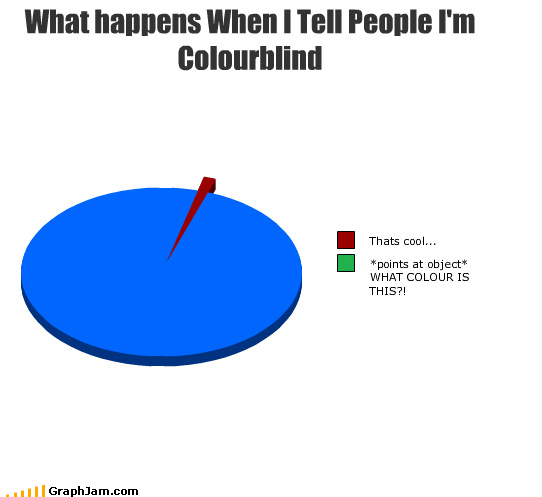 What happens When I Tell People I'm
Colourblind
Thats cool...
*points at object*
WHAT COLOUR IS
THIS?!
GraphJam.com